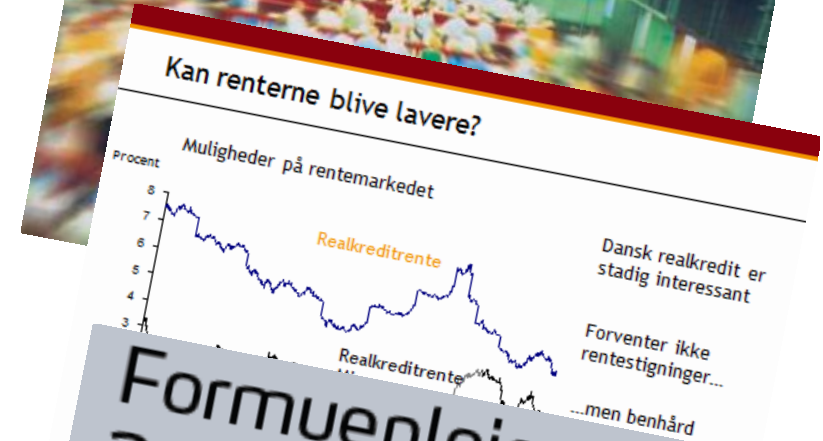 Kan renterne blive lavere?
Muligheder på rentemarkedet
Procent
8
7
6
5
4
3
Realkreditrente
Dansk realkredit er
stadig interessant
Forventer ikke
rentestigninger...
Realkreditrente
...men benhård